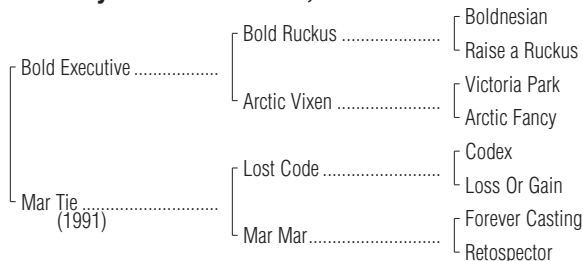 Boldnesian
Bold Ruckus ..................
Raise a Ruckus
Bold Executive ..................
Victoria Park
Arctic Vixen ..................
Arctic Fancy
Codex
Lost Code ..................
Loss Or Gain
Mar Tie ..................
(1991)
Forever Casting
Mar Mar ..................
Retospector